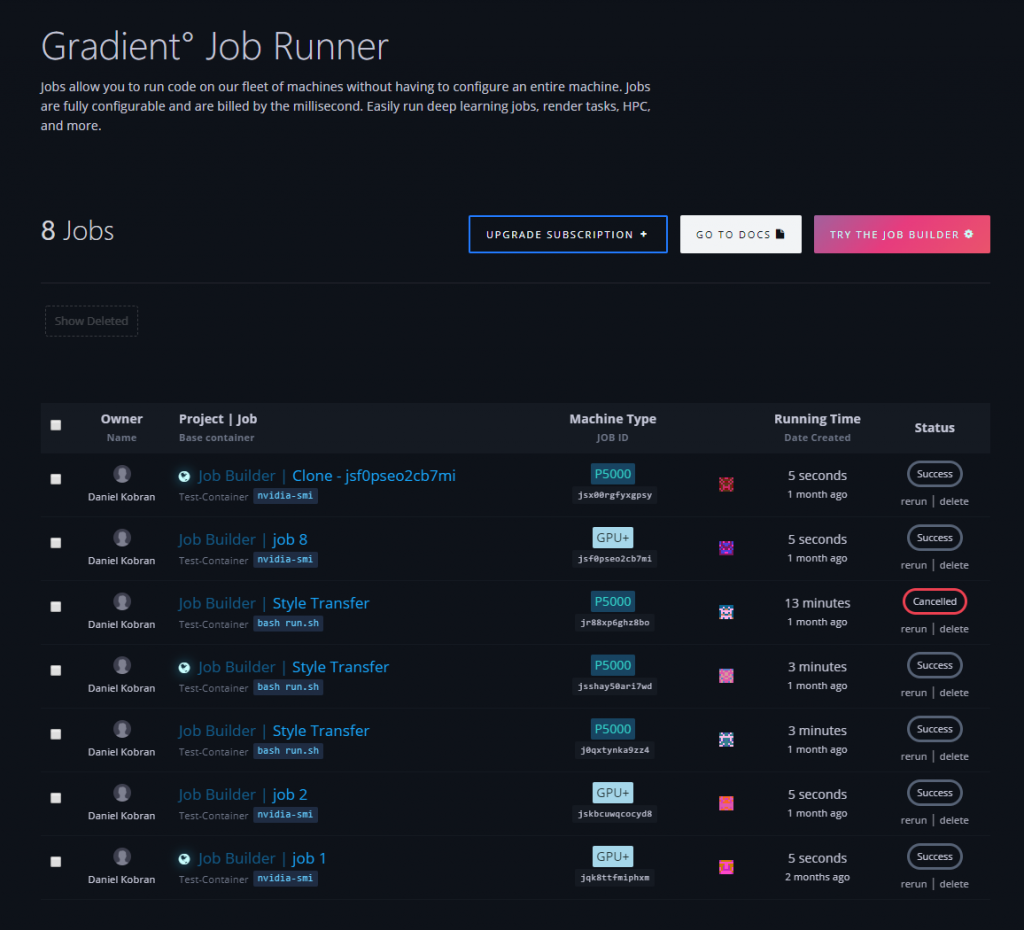 Gradient° Job Runner
Jobs allow you to run code on our fleet of machines without having to configure an entire machine. Jobs
are fully configurable and are billed by the millisecond. Easily run deep learning jobs, render tasks, HPC,
and more.
8 Jobs
UPGRADE SUBSCRIPTION +
GO TO DOCS
TRY THE JOB BUILDER
Show Deleted
Owner Project | Job Machine Type Running Time Status
Name Base container JOB ID Date Created
Job Builder | Clone - jsf0pseo2cb7mi P5000 5 seconds Success
Daniel Kobran Test-Container nvidia-smi jsx00rgfyxgpsy 1 month ago rerun | delete
Job Builder | job 8 GPU+ 5 seconds Success
Daniel Kobran Test-Container nvidia-smi jsf0pseo2cb7mi 1 month ago rerun | delete
Job Builder | Style Transfer P5000 13 minutes Cancelled
Daniel Kobran Test-Container bash run.sh jr88xp6ghz8bo 1 month ago rerun | delete
Job Builder | Style Transfer P5000 3 minutes Success
Daniel Kobran Test-Container bash run.sh jsshay50ari7wd 1 month ago rerun | delete
Job Builder | Style Transfer P5000 3 minutes Success
Daniel Kobran Test-Container bash run.sh j0qxtynka9zz4 1 month ago rerun | delete
Job Builder | job 2 GPU+ 5 seconds Success
Daniel Kobran Test-Container nvidia-smi jskbcuwqcocyd8 1 month ago rerun | delete
Job Builder | job 1 GPU+ 5 seconds Success
Daniel Kobran Test-Container nvidia-smi jqk8ttfmiphxm 2 months ago rerun | delete